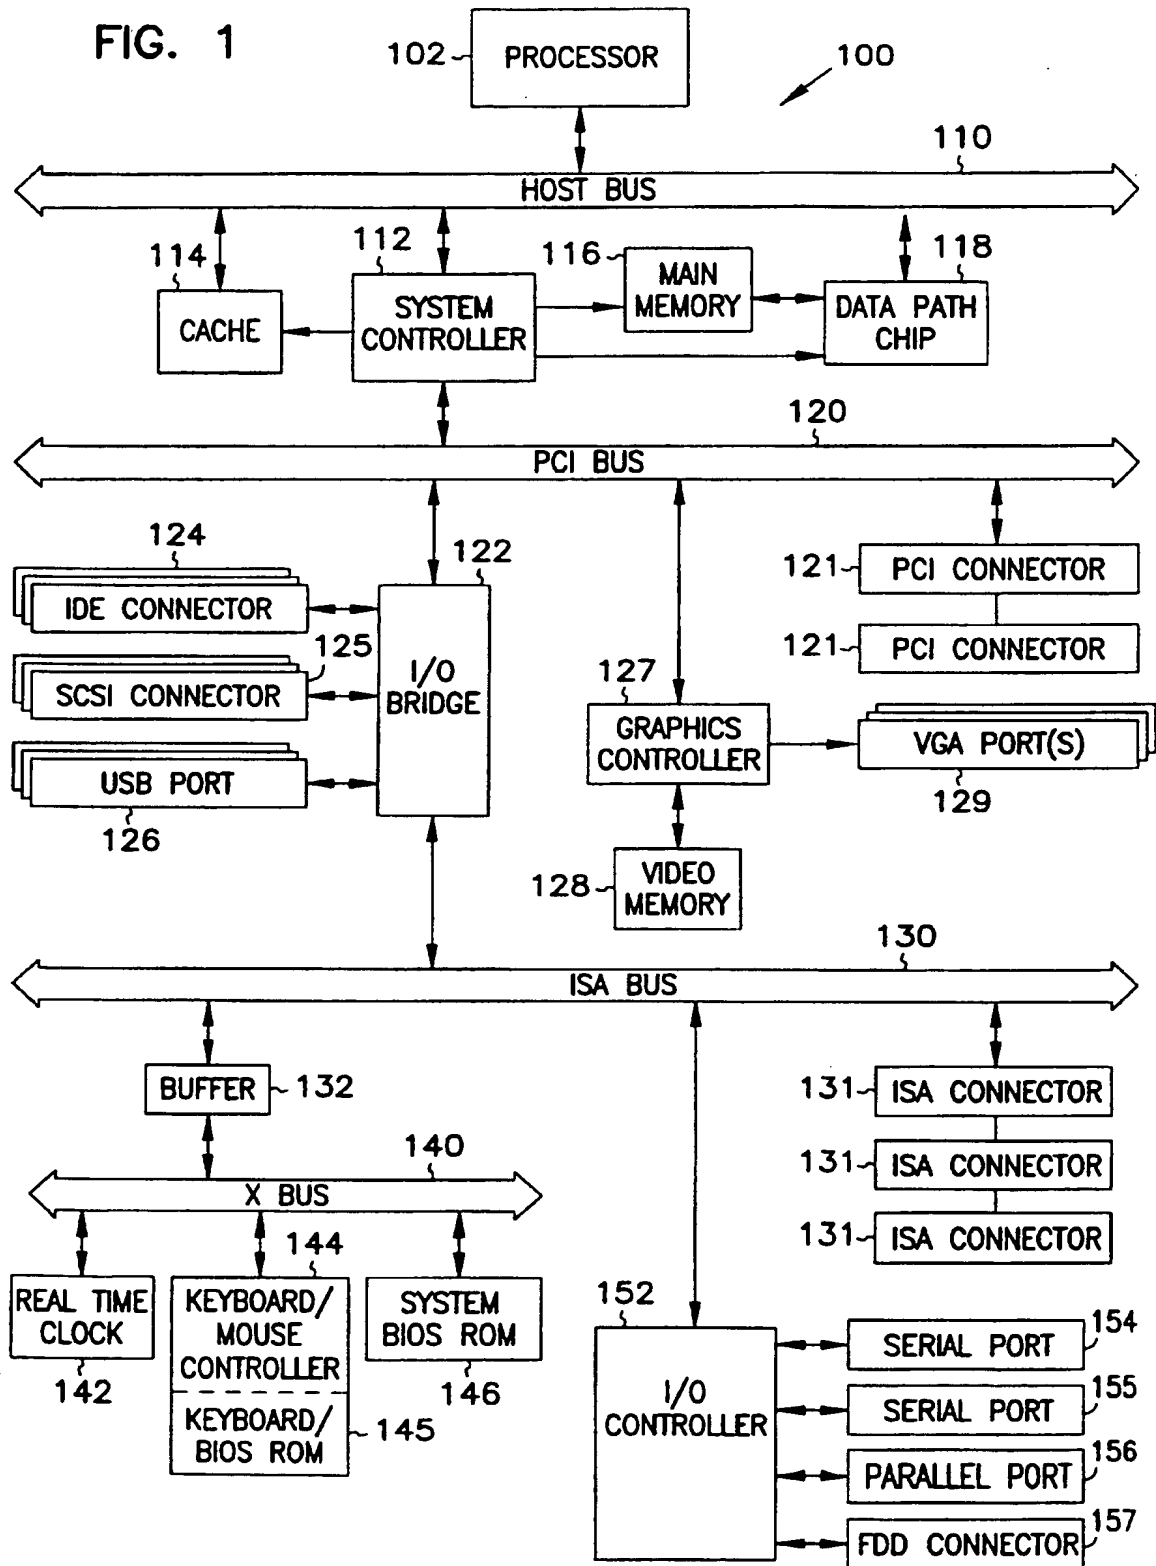 FIG. 1
102
PROCESSOR
100
110
HOST BUS
114
112
116
118
CACHE
SYSTEM
CONTROLLER
MAIN
MEMORY
DATA PATH
CHIP
120
PCI BUS
124
122
IDE CONNECTOR
125
SCSI CONNECTOR
USB PORT
126
I/O
BRIDGE
121
PCI CONNECTOR
121
PCI CONNECTOR
127
GRAPHICS
CONTROLLER
VGA PORT(S)
129
128
VIDEO
MEMORY
130
ISA BUS
BUFFER
132
131
ISA CONNECTOR
131
ISA CONNECTOR
131
ISA CONNECTOR
140
X BUS
144
REAL TIME
CLOCK
142
KEYBOARD/
MOUSE
CONTROLLER
KEYBOARD/
BIOS ROM
145
SYSTEM
BIOS ROM
146
152
I/O
CONTROLLER
SERIAL PORT
154
SERIAL PORT
155
PARALLEL PORT
156
FDD CONNECTOR
157